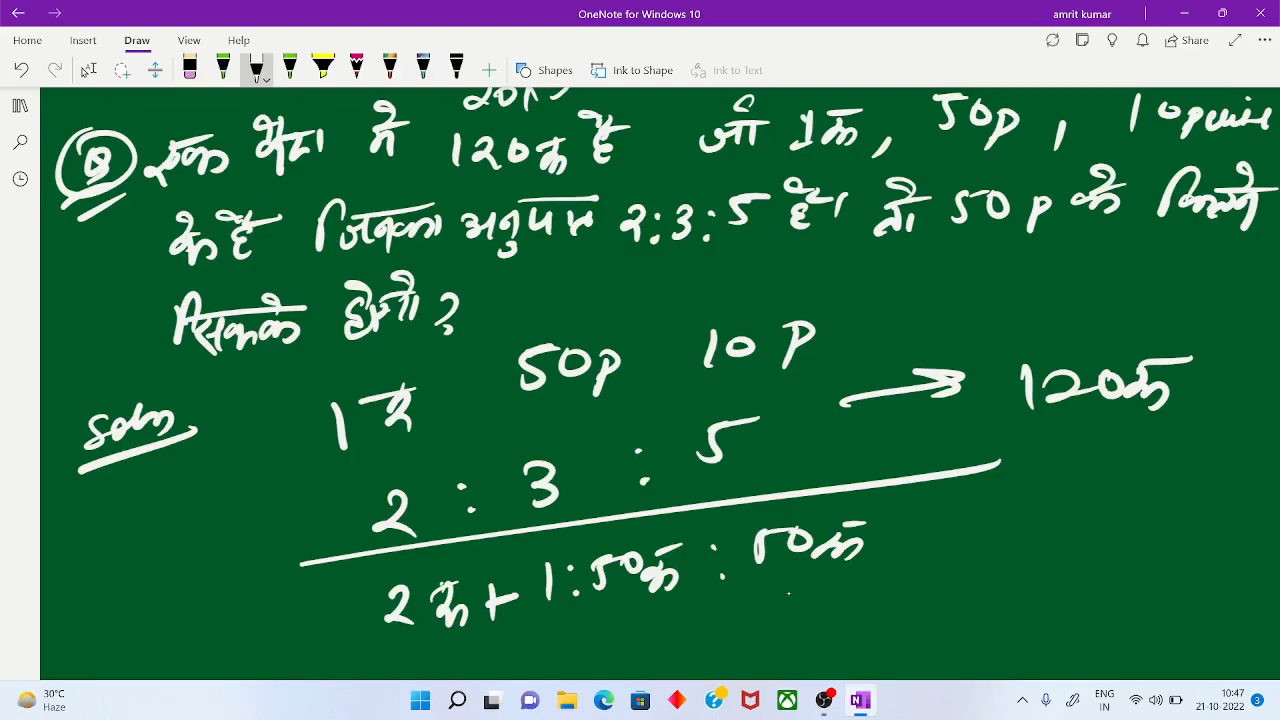 OneNote for Windows 10
amrit kumar
Home Insert Draw View Help
Share
Shapes Ink to Shape Ink to Text
Q एक में 120रू है जो 1रू, 50p, 10paise
के है जिनका अनुपात 2:3:5 है। तो 50p के कितने
सिक्के होंगे?
Soln
1रू 50p 10p
2 : 3 : 5 → 120रू
2रू + 1:50रू : 50रू
30°C
Haze
ENG
IN
10:47
21-10-2022
3